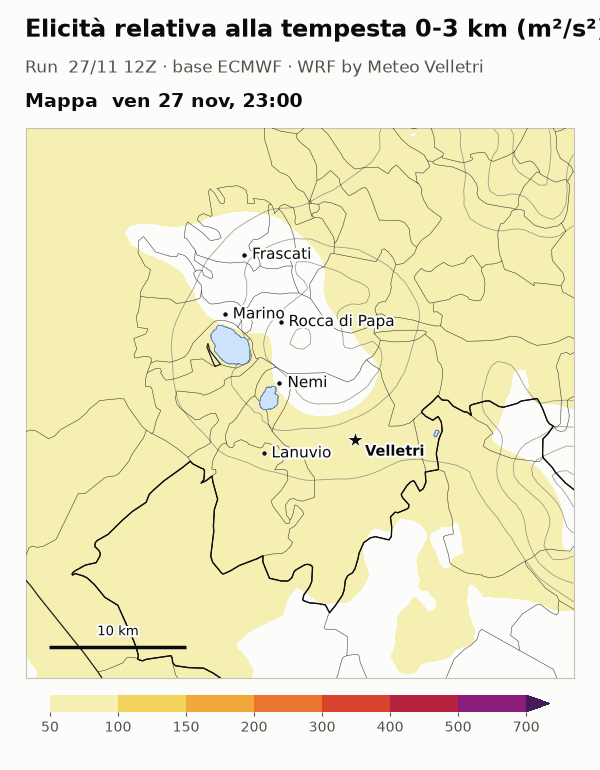 Elicità relativa alla tempesta 0-3 km (m²/s²)
Run 27/11 12Z · base ECMWF · WRF by Meteo Velletri
Mappa ven 27 nov, 23:00
Frascati
Marino
Rocca di Papa
Nemi
Velletri
Lanuvio
10 km
50 100 150 200 300 400 500 700